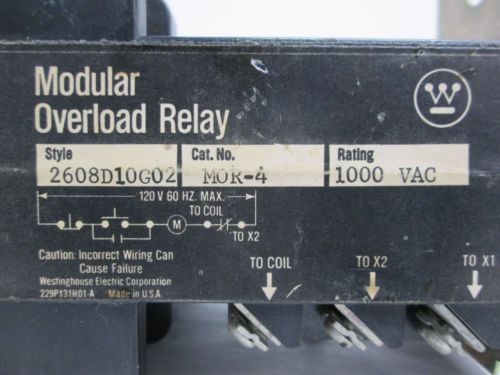 Modular
Overload Relay
Style Cat. No. Rating
2608D10G02 MOR-4 1000 VAC
120 V 60 HZ. MAX.
TO COIL
M
TO X2
Caution: Incorrect Wiring Can
Cause Failure
Westinghouse Electric Corporation
229P131H01-A Made in U.S.A.
TO COIL TO X2 TO X1
W